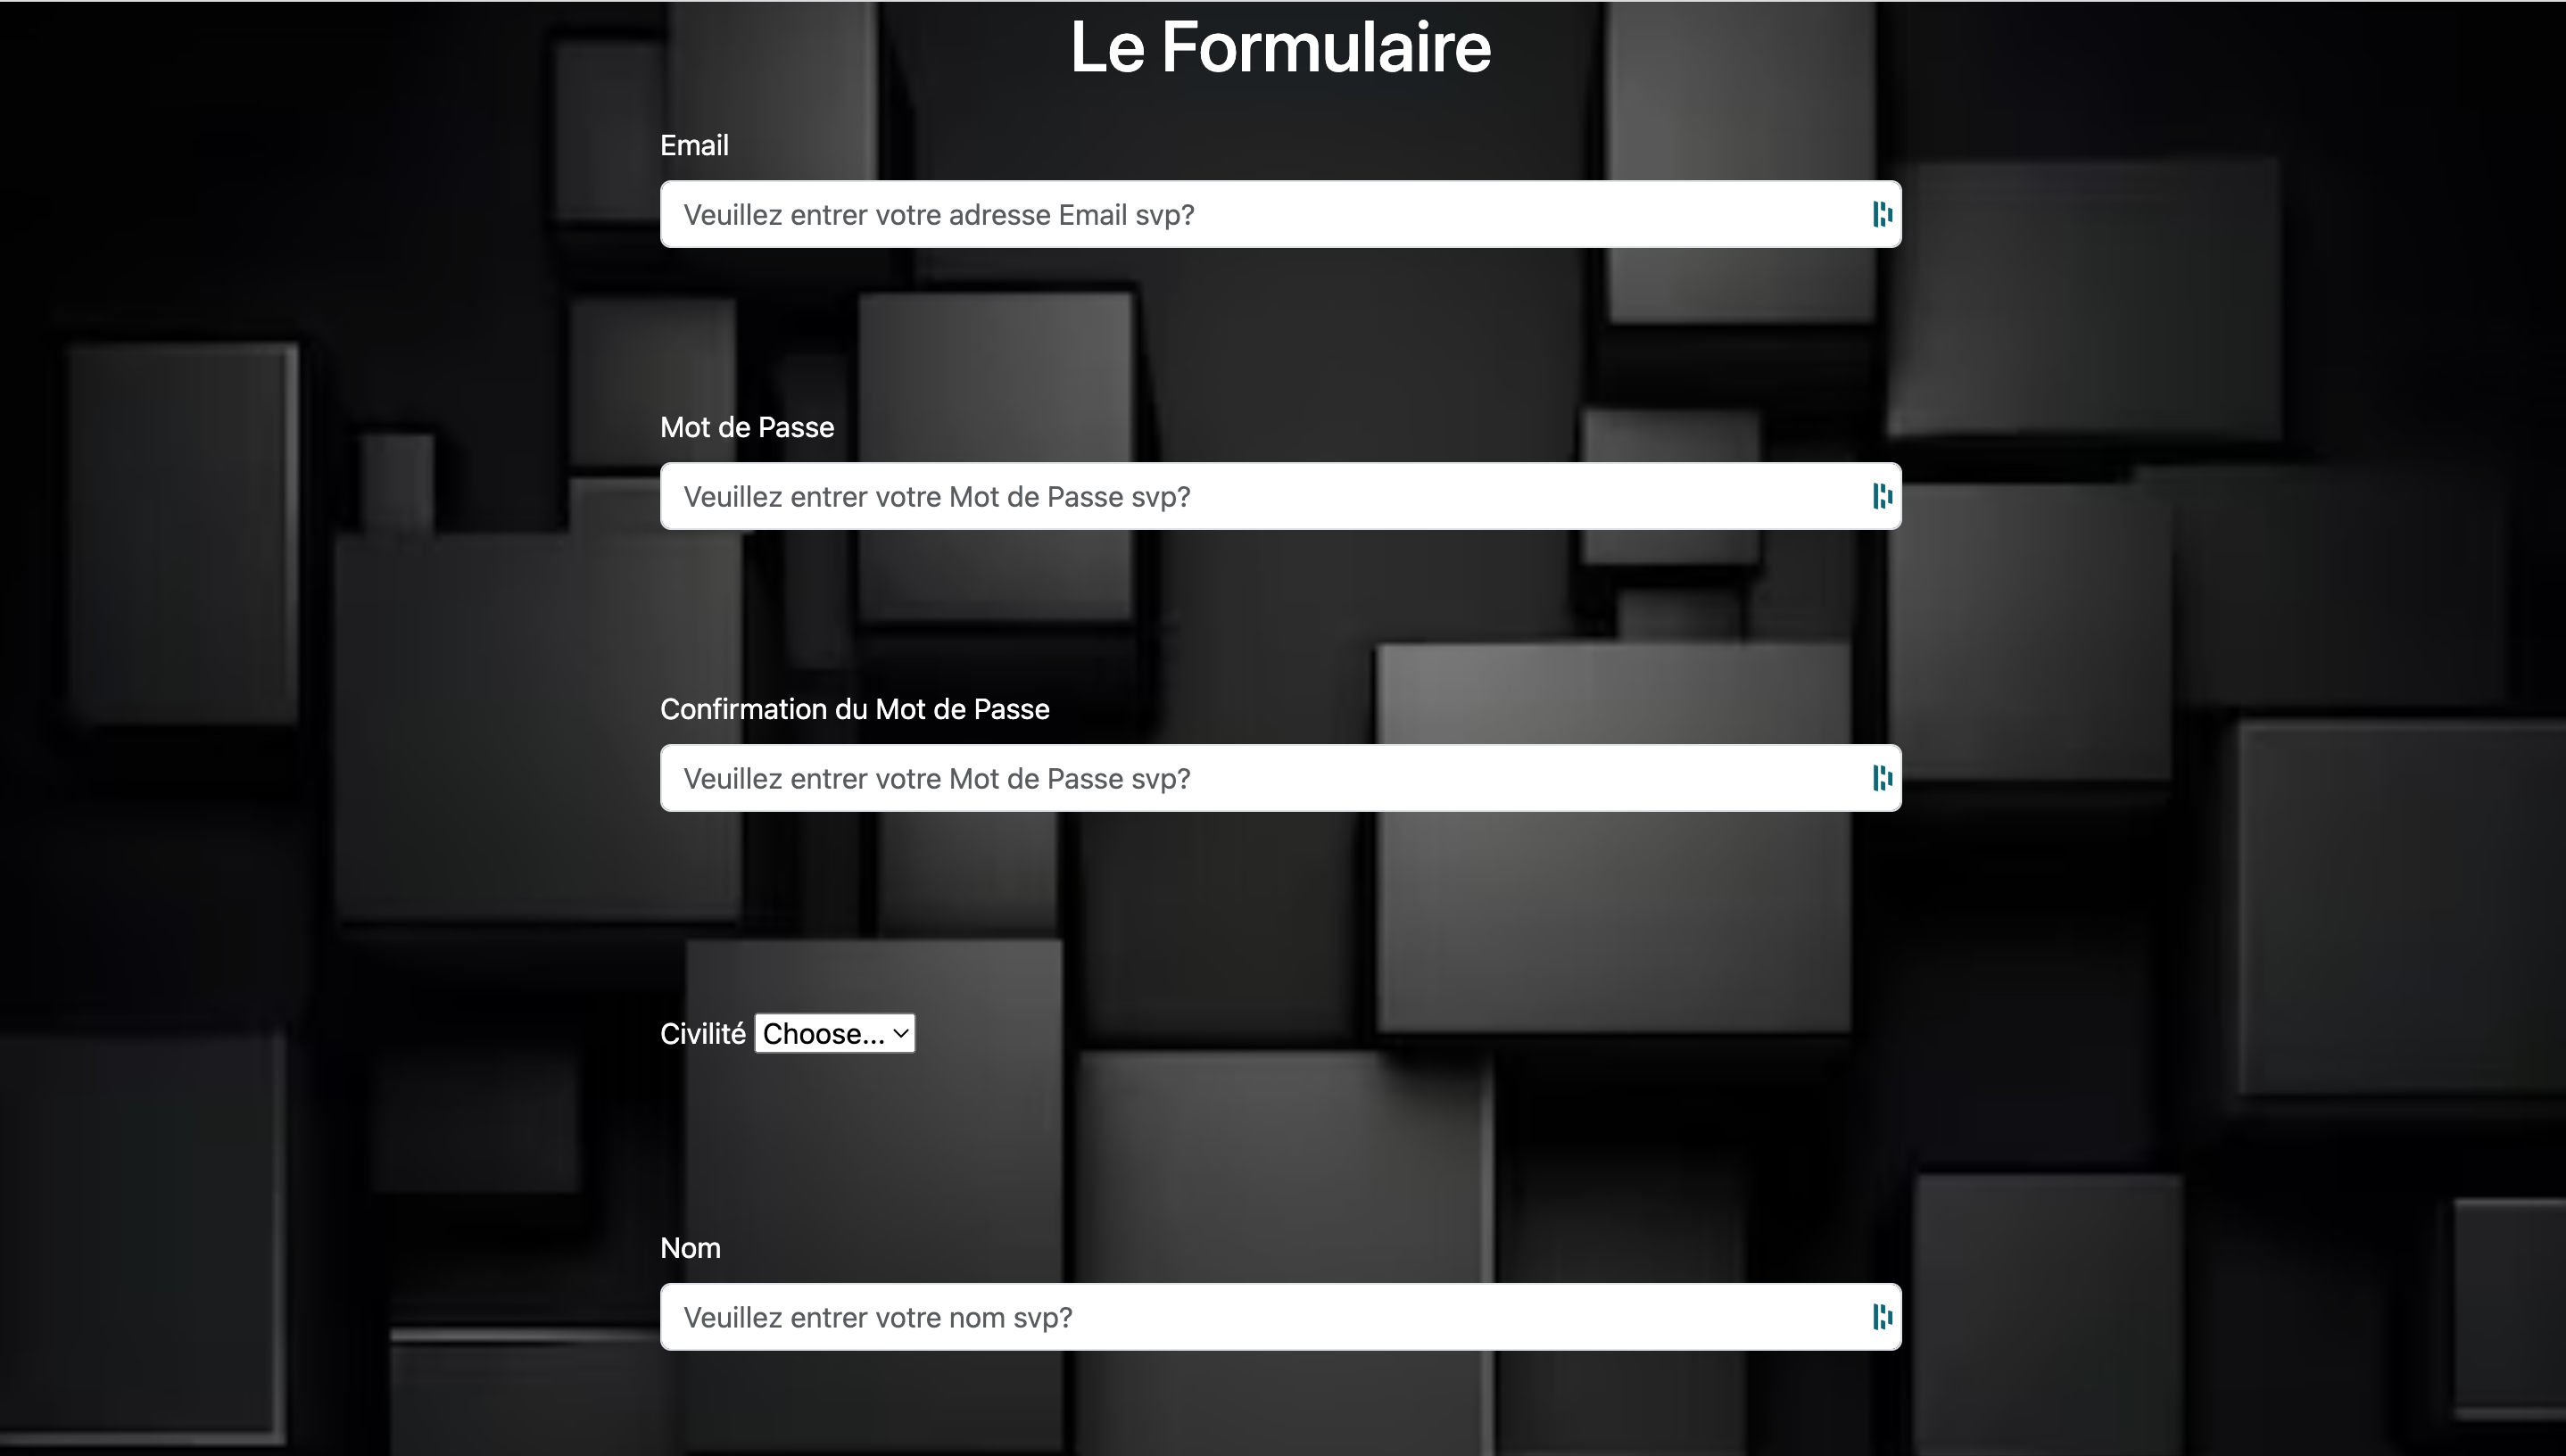 Le Formulaire
Email
Veuillez entrer votre adresse Email svp?
Mot de Passe
Veuillez entrer votre Mot de Passe svp?
Confirmation du Mot de Passe
Veuillez entrer votre Mot de Passe svp?
Civilité Choose...
Nom
Veuillez entrer votre nom svp?